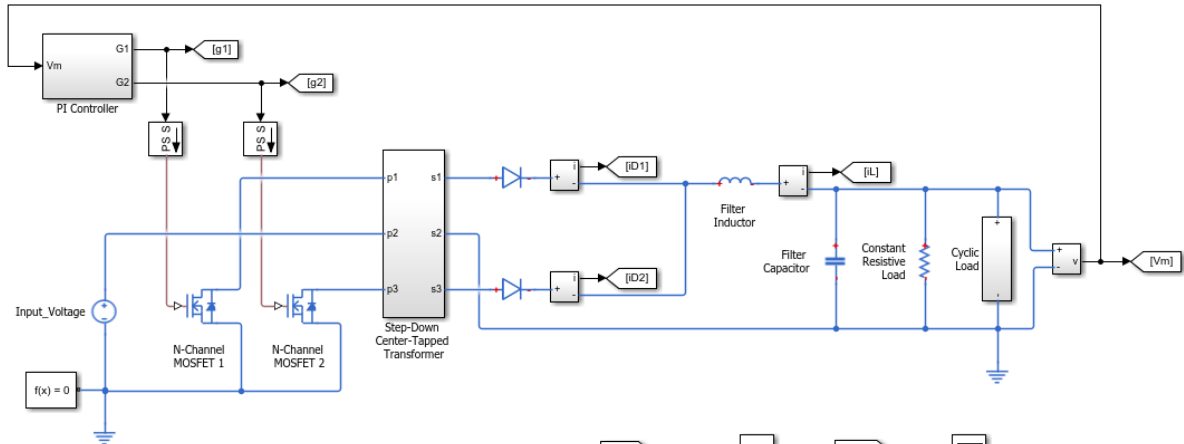 Vm
G1
G2
PI Controller
[g1]
[g2]
PS S
PS S
p1
p2
p3
s1
s2
s3
Step-Down
Center-Tapped
Transformer
+
-
i
[iD1]
+
-
i
[iD2]
Filter
Inductor
+
-
i
[iL]
Filter
Capacitor
Constant
Resistive
Load
Cyclic
Load
+
-
+
-
v
[Vm]
Input_Voltage
N-Channel
MOSFET 1
N-Channel
MOSFET 2
f(x) = 0